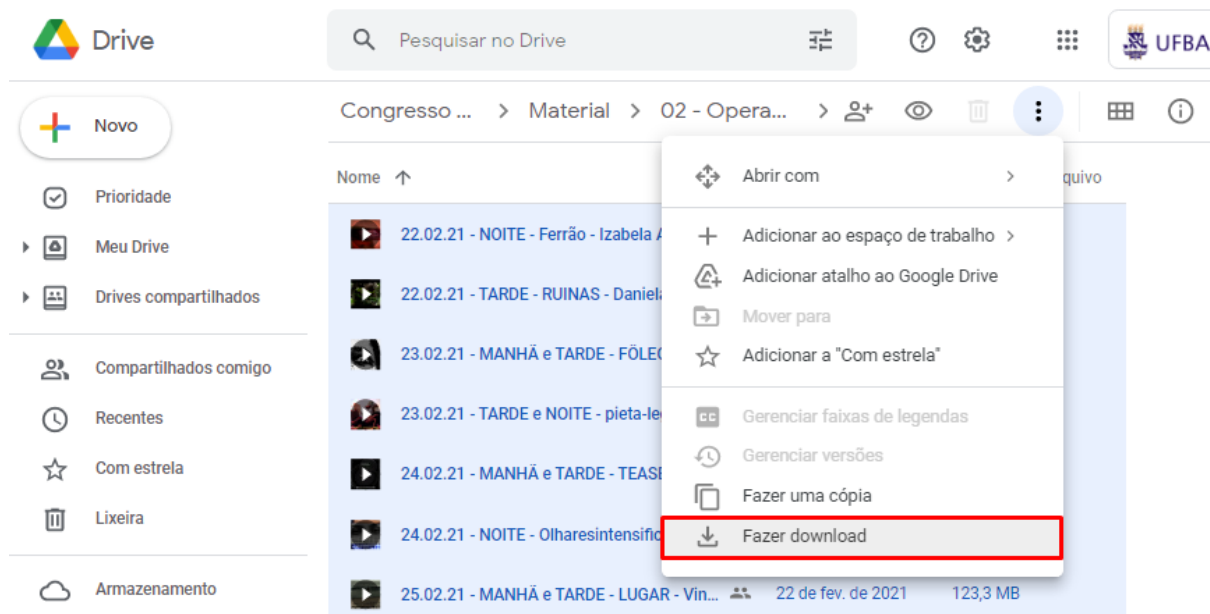 Drive
Pesquisar no Drive
UFBA
Novo
Congresso ... > Material > 02 - Opera... >
Prioridade
Meu Drive
Drives compartilhados
Compartilhados comigo
Recentes
Com estrela
Lixeira
Armazenamento
Nome
quivo
22.02.21 - NOITE - Ferrão - Izabela
22.02.21 - TARDE - RUINAS - Daniela
23.02.21 - MANHÃ e TARDE - FÔLEG
23.02.21 - TARDE e NOITE - pieta-le
24.02.21 - MANHÃ e TARDE - TEASE
24.02.21 - NOITE - Olharesintensific
25.02.21 - MANHÃ e TARDE - LUGAR - Vin... 22 de fev. de 2021 123,3 MB
Abrir com
Adicionar ao espaço de trabalho
Adicionar atalho ao Google Drive
Mover para
Adicionar a "Com estrela"
CC Gerenciar faixas de legendas
Gerenciar versões
Fazer uma cópia
Fazer download